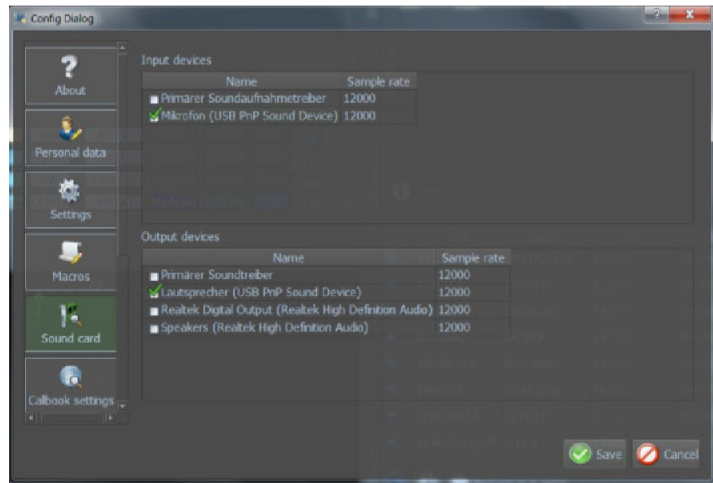 Config Dialog
About
Personal data
Settings
Macros
Sound card
Callbook settings
Input devices
Name Sample rate
Primärer Soundaufnahmetreiber 12000
Mikrofon (USB PnP Sound Device) 12000
Output devices
Name Sample rate
Primärer Soundtreiber 12000
Lautsprecher (USB PnP Sound Device) 12000
Realtek Digital Output (Realtek High Definition Audio) 12000
Speakers (Realtek High Definition Audio) 12000
Save Cancel